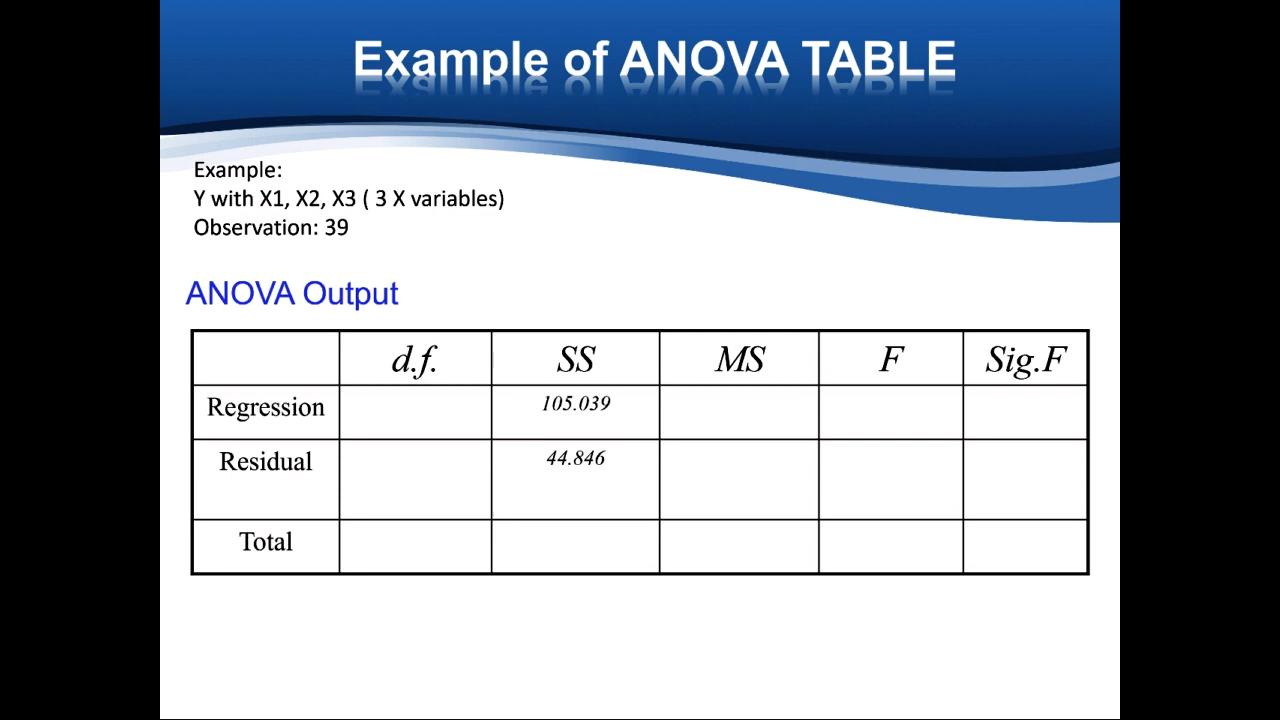 Example of ANOVA TABLE
Example:
Y with X1, X2, X3 ( 3 X variables)
Observation: 39
ANOVA Output
d.f. SS MS F Sig.F
Regression 105.039
Residual 44.846
Total